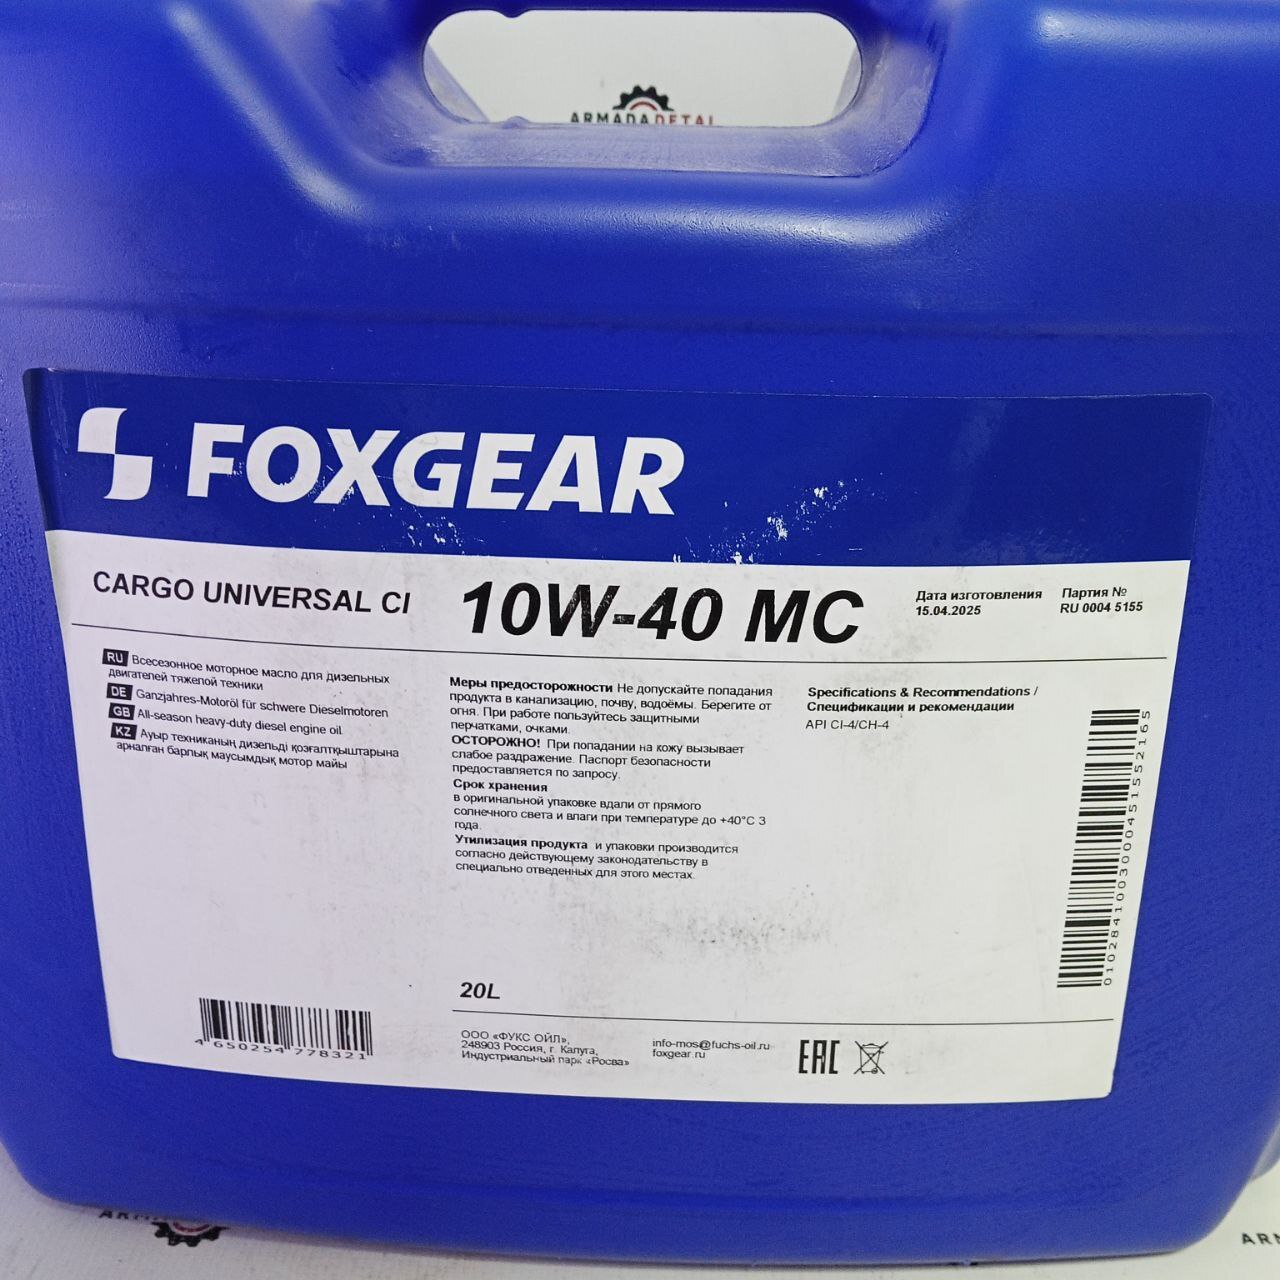 ARMADADETAL
FOXGEAR
CARGO UNIVERSAL CI
10W-40 MC
Дата изготовления
15.04.2025
Партия №
RU 0004 5155
RU Всесезонное моторное масло для дизельных
двигателей тяжелой техники
DE Ganzjahres-Motoröl für schwere Dieselmotoren
GB All-season heavy-duty diesel engine oil
KZ Ауыр техниканың дизельді қозғалтқыштарына
арналған барлық маусымдық мотор майы
Меры предосторожности Не допускайте попадания
продукта в канализацию, почву, водоёмы. Берегите от
огня. При работе пользуйтесь защитными
перчатками, очками.
ОСТОРОЖНО! При попадании на кожу вызывает
слабое раздражение. Паспорт безопасности
предоставляется по запросу.
Срок хранения
в оригинальной упаковке вдали от прямого
солнечного света и влаги при температуре до +40°C 3
года.
Утилизация продукта и упаковки производится
согласно действующему законодательству в
специально отведенных для этого местах.
Specifications & Recommendations /
Спецификации и рекомендации
API CI-4/CH-4
01028410030000451552165
20L
4 650254 778321
ООО «ФУКС ОЙЛ»,
248903 Россия, г. Калуга,
Индустриальный парк «Росва»
info-mos@fuchs-oil.ru
foxgear.ru
EAC